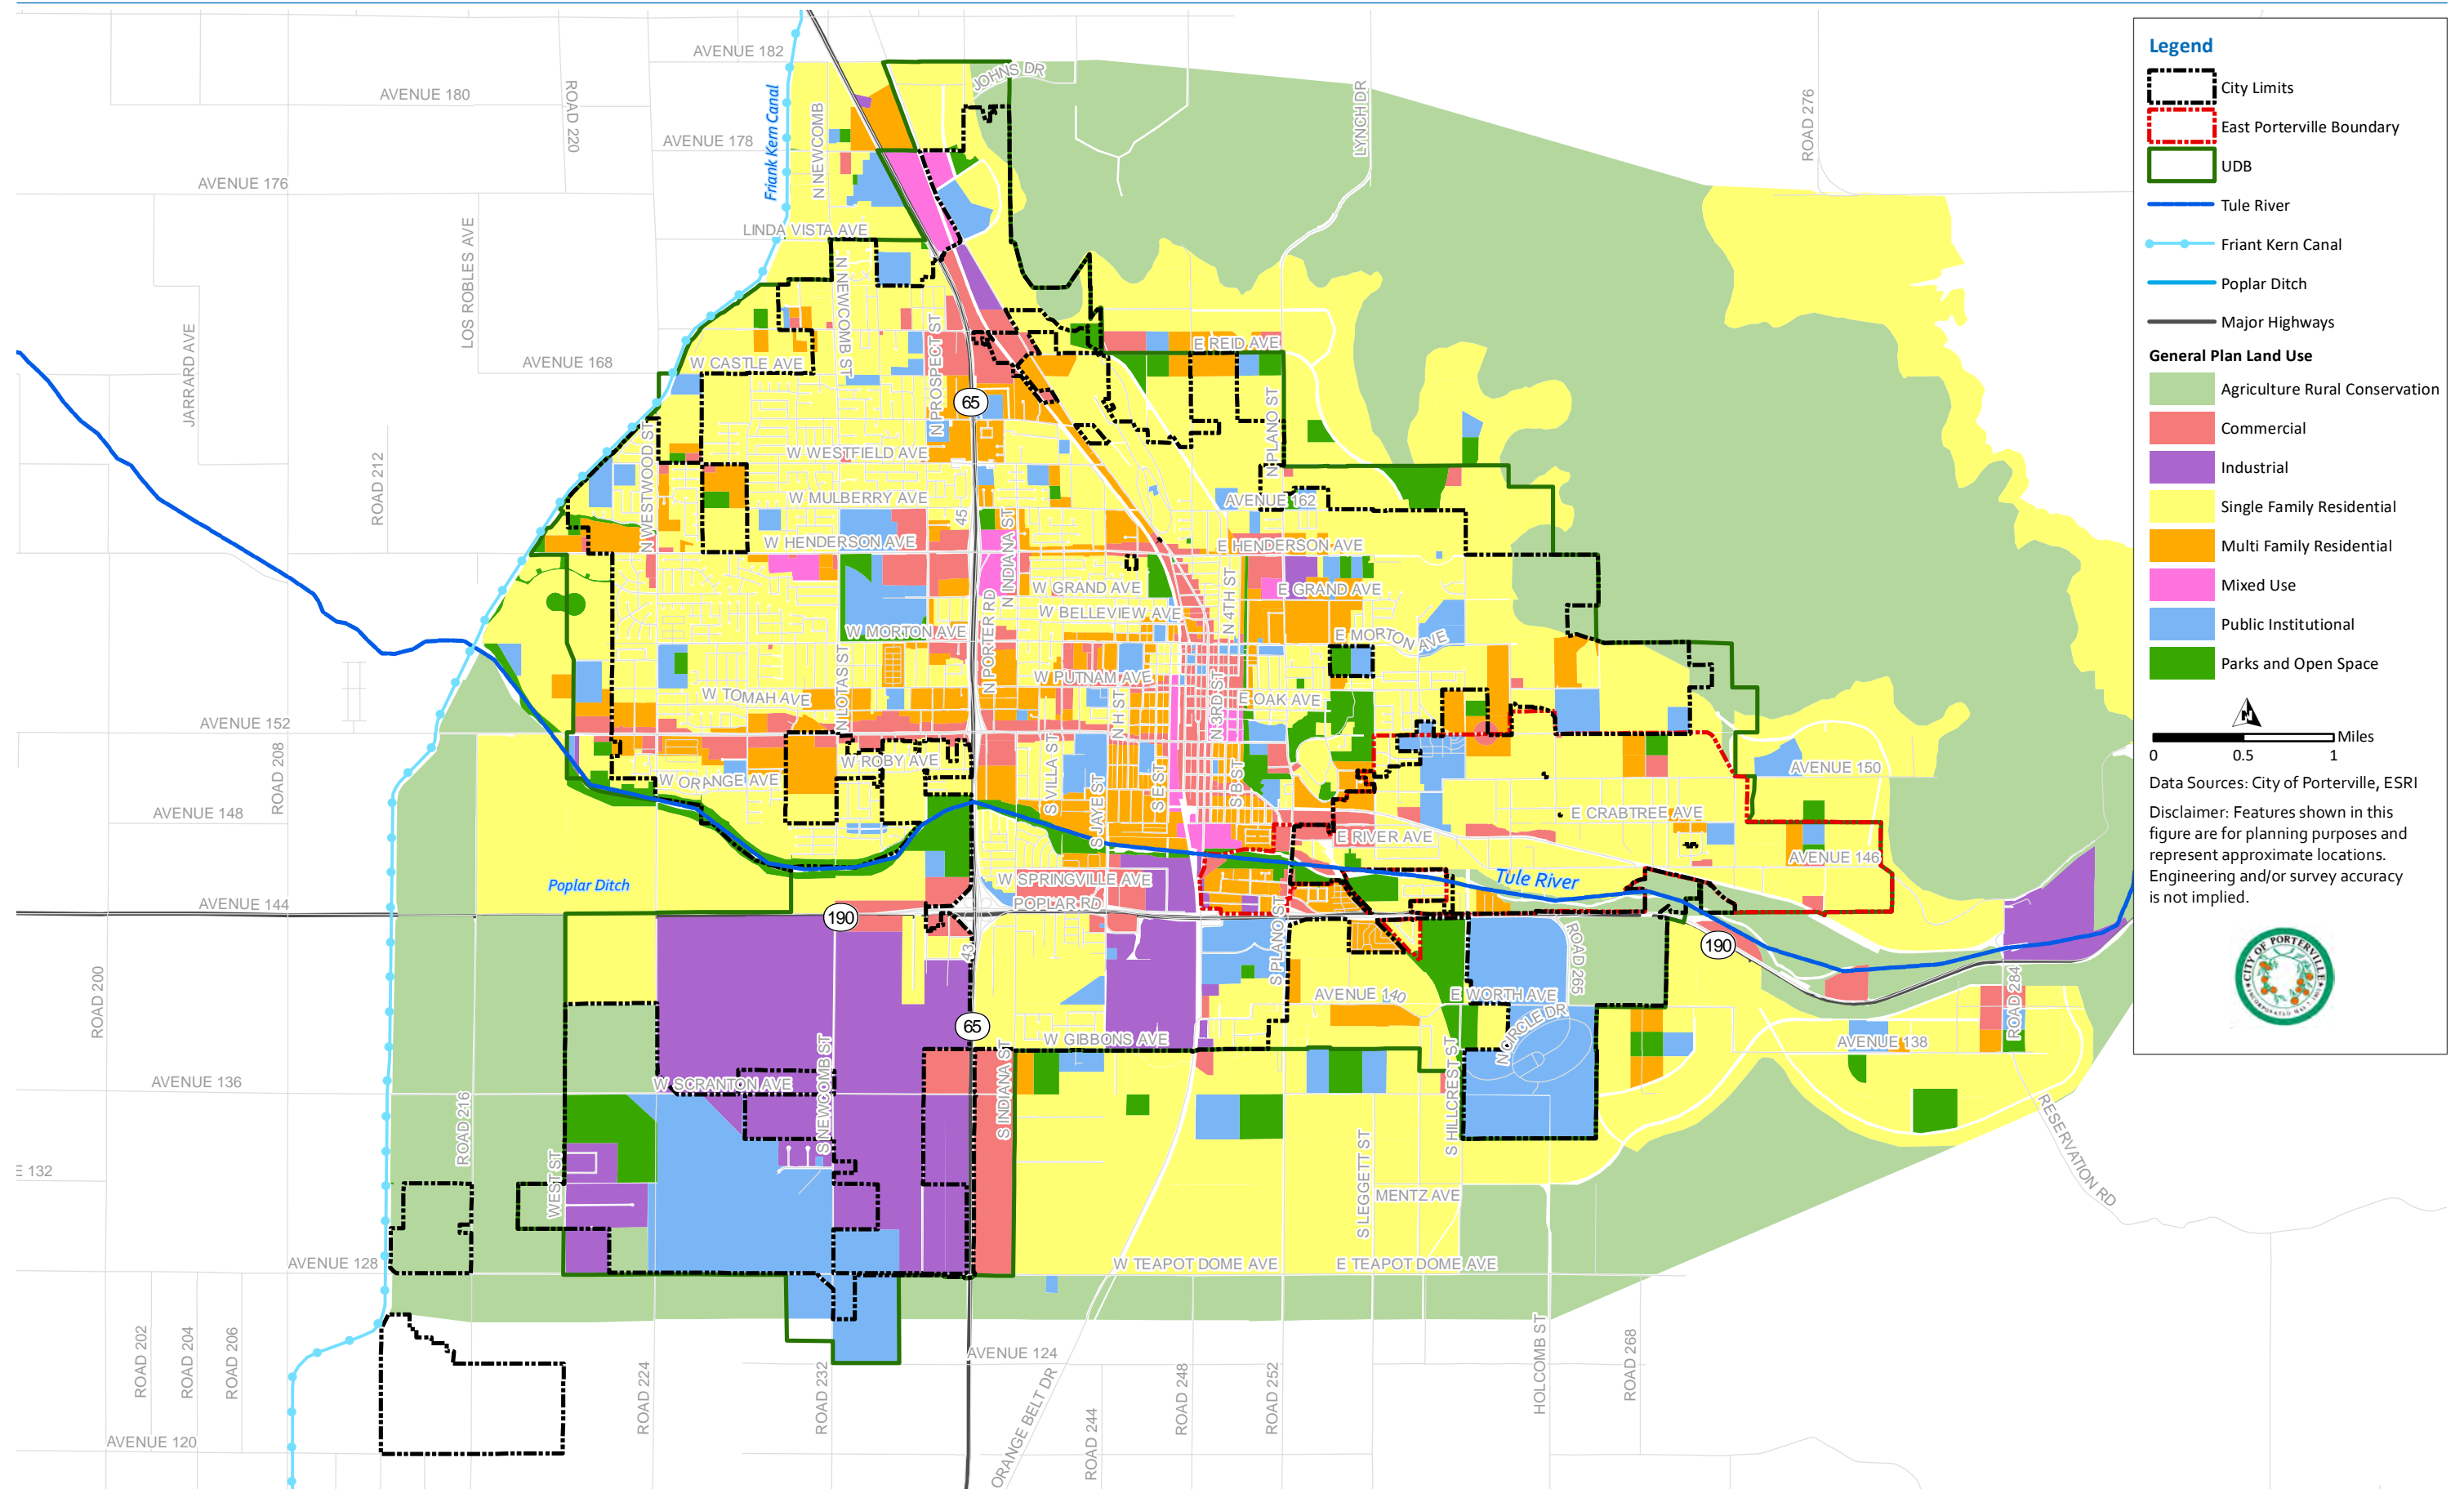 AVENUE 182
JOHNS DR
AVENUE 180
ROAD 220
Friank Kern Canal
N NEWCOMB
LYNCH DR
ROAD 276
AVENUE 178
AVENUE 176
LINDA VISTA AVE
LOS ROBLES AVE
N NEWCOMB ST
N PROSPECT ST
JARRARD AVE
AVENUE 168
W CASTLE AVE
E REID AVE
65
N PLANO ST
N WESTWOOD ST
W WESTFIELD AVE
ROAD 212
W MULBERRY AVE
AVENUE 162
45
N INDIANA ST
W HENDERSON AVE
E HENDERSON AVE
W GRAND AVE
E GRAND AVE
N 4TH ST
W BELLEVIEW AVE
N PORTER RD
W MORTON AVE
E MORTON AVE
N LOTAS ST
W PUTNAM AVE
W TOMAH AVE
N H ST
N 3RD ST
E OAK AVE
AVENUE 152
ROAD 208
W ROBY AVE
S VILLA ST
W ORANGE AVE
S JAYE ST
S E ST
S B ST
AVENUE 150
AVENUE 148
E CRABTREE AVE
E RIVER AVE
AVENUE 146
Poplar Ditch
W SPRINGVILLE AVE
Tule River
AVENUE 144
190
POPLAR RD
S PLANO ST
43
ROAD 265
190
ROAD 200
AVENUE 140
E WORTH AVE
ROAD 284
65
N CIRCLE DR
W GIBBONS AVE
AVENUE 138
S INDIANA ST
S NEWCOMB ST
S HILLCREST ST
AVENUE 136
W SCRANTON AVE
ROAD 216
RESERVATION RD
E 132
WEST ST
S LEGGETT ST
MENTZ AVE
AVENUE 128
W TEAPOT DOME AVE
E TEAPOT DOME AVE
ROAD 202
ROAD 204
ROAD 206
ROAD 224
ROAD 232
AVENUE 124
ORANGE BELT DR
ROAD 244
ROAD 248
ROAD 252
HOLCOMB ST
ROAD 268
AVENUE 120
Legend
City Limits
East Porterville Boundary
UDB
Tule River
Friant Kern Canal
Poplar Ditch
Major Highways
General Plan Land Use
Agriculture Rural Conservation
Commercial
Industrial
Single Family Residential
Multi Family Residential
Mixed Use
Public Institutional
Parks and Open Space
N
Miles
0 0.5 1
Data Sources: City of Porterville, ESRI
Disclaimer: Features shown in this
figure are for planning purposes and
represent approximate locations.
Engineering and/or survey accuracy
is not implied.
CITY OF PORTERVILLE